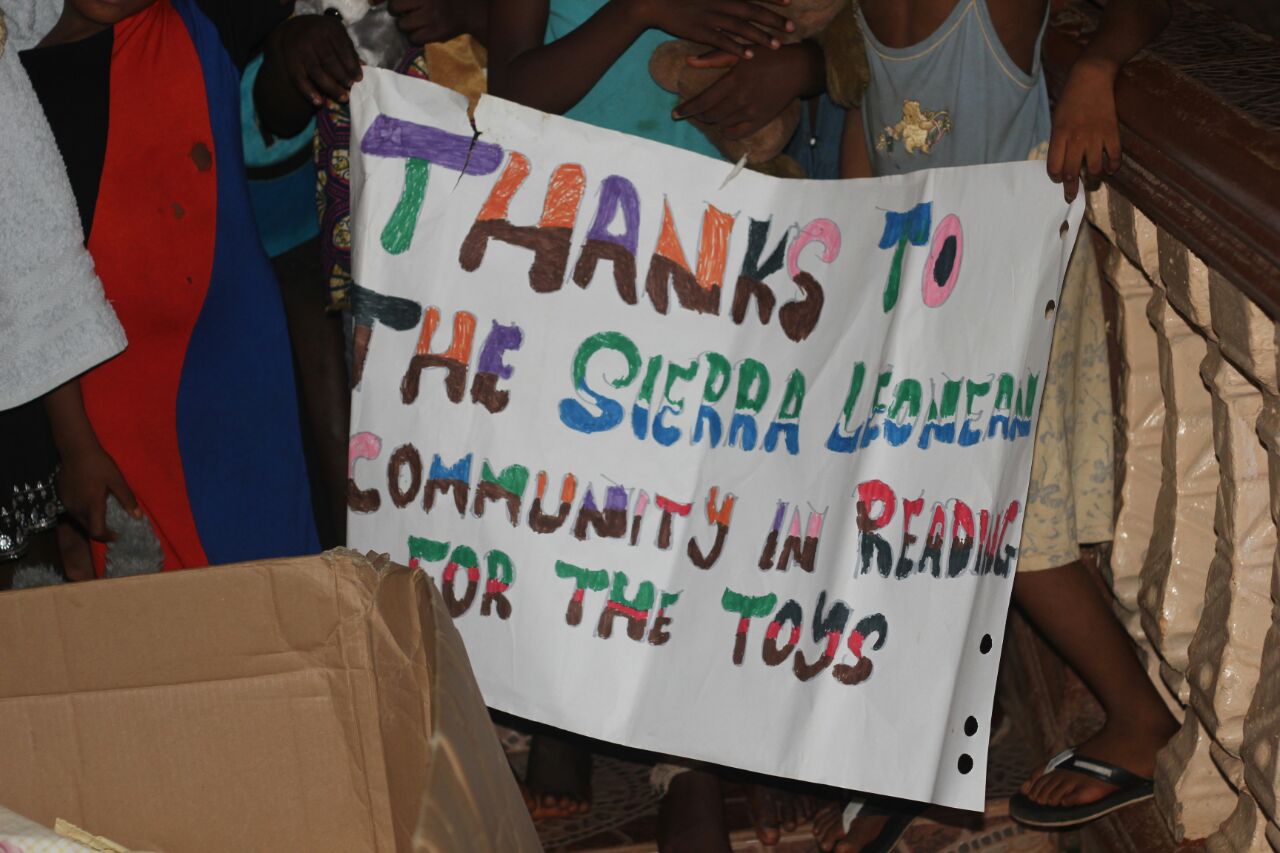 THANKS TO
THE SIERRA LEONEAN
COMMUNITY IN READING
FOR THE TOYS